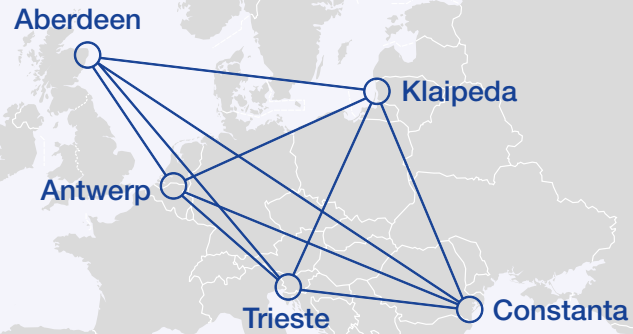 Aberdeen
Klaipeda
Antwerp
Trieste
Constanta